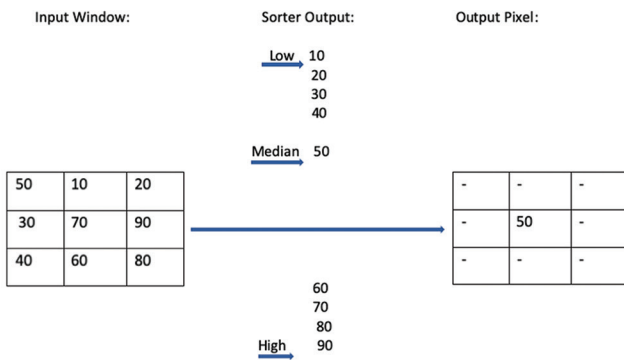 Input Window: Sorter Output: Output Pixel:
Low 10
20
30
40
Median 50
50 10 20 - - -
30 70 90 - 50 -
40 60 80 - - -
60
70
80
High 90